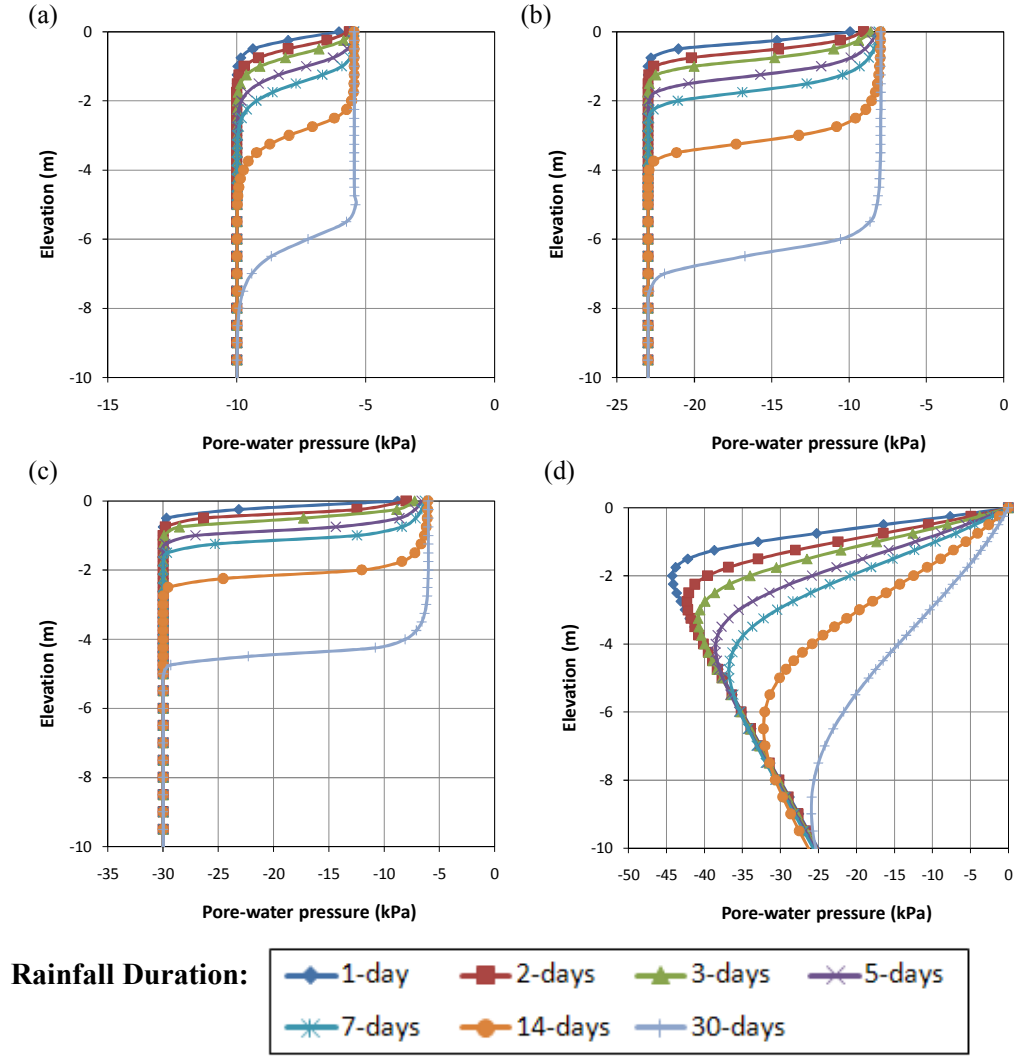 (a)
0
-2
-4
-6
-8
-10
-15 -10 -5 0
Elevation (m)
Pore-water pressure (kPa)
(b)
0
-2
-4
-6
-8
-10
-25 -20 -15 -10 -5 0
Elevation (m)
Pore-water pressure (kPa)
(c)
0
-2
-4
-6
-8
-10
-35 -30 -25 -20 -15 -10 -5 0
Elevation (m)
Pore-water pressure (kPa)
(d)
0
-2
-4
-6
-8
-10
-50 -45 -40 -35 -30 -25 -20 -15 -10 -5 0
Elevation (m)
Pore-water pressure (kPa)
Rainfall Duration:
1-day 2-days 3-days 5-days
7-days 14-days 30-days